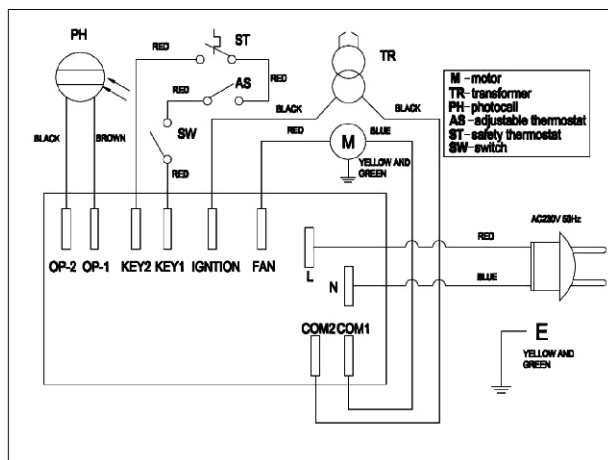 PH
RED
ST
TR
AS
RED
RED
SW
BLACK
BROWN
RED
BLACK
BLACK
RED
M
BLUE
YELLOW AND
GREEN
M-motor
TR-transformer
PH-photocell
AS-adjustable thermostat
ST-safety thermostat
SW-switch
AC230V 50Hz
OP-2 OP-1 KEY2 KEY1 IGNTION FAN
L
RED
N
BLUE
COM2 COM1
E
YELLOW AND
GREEN